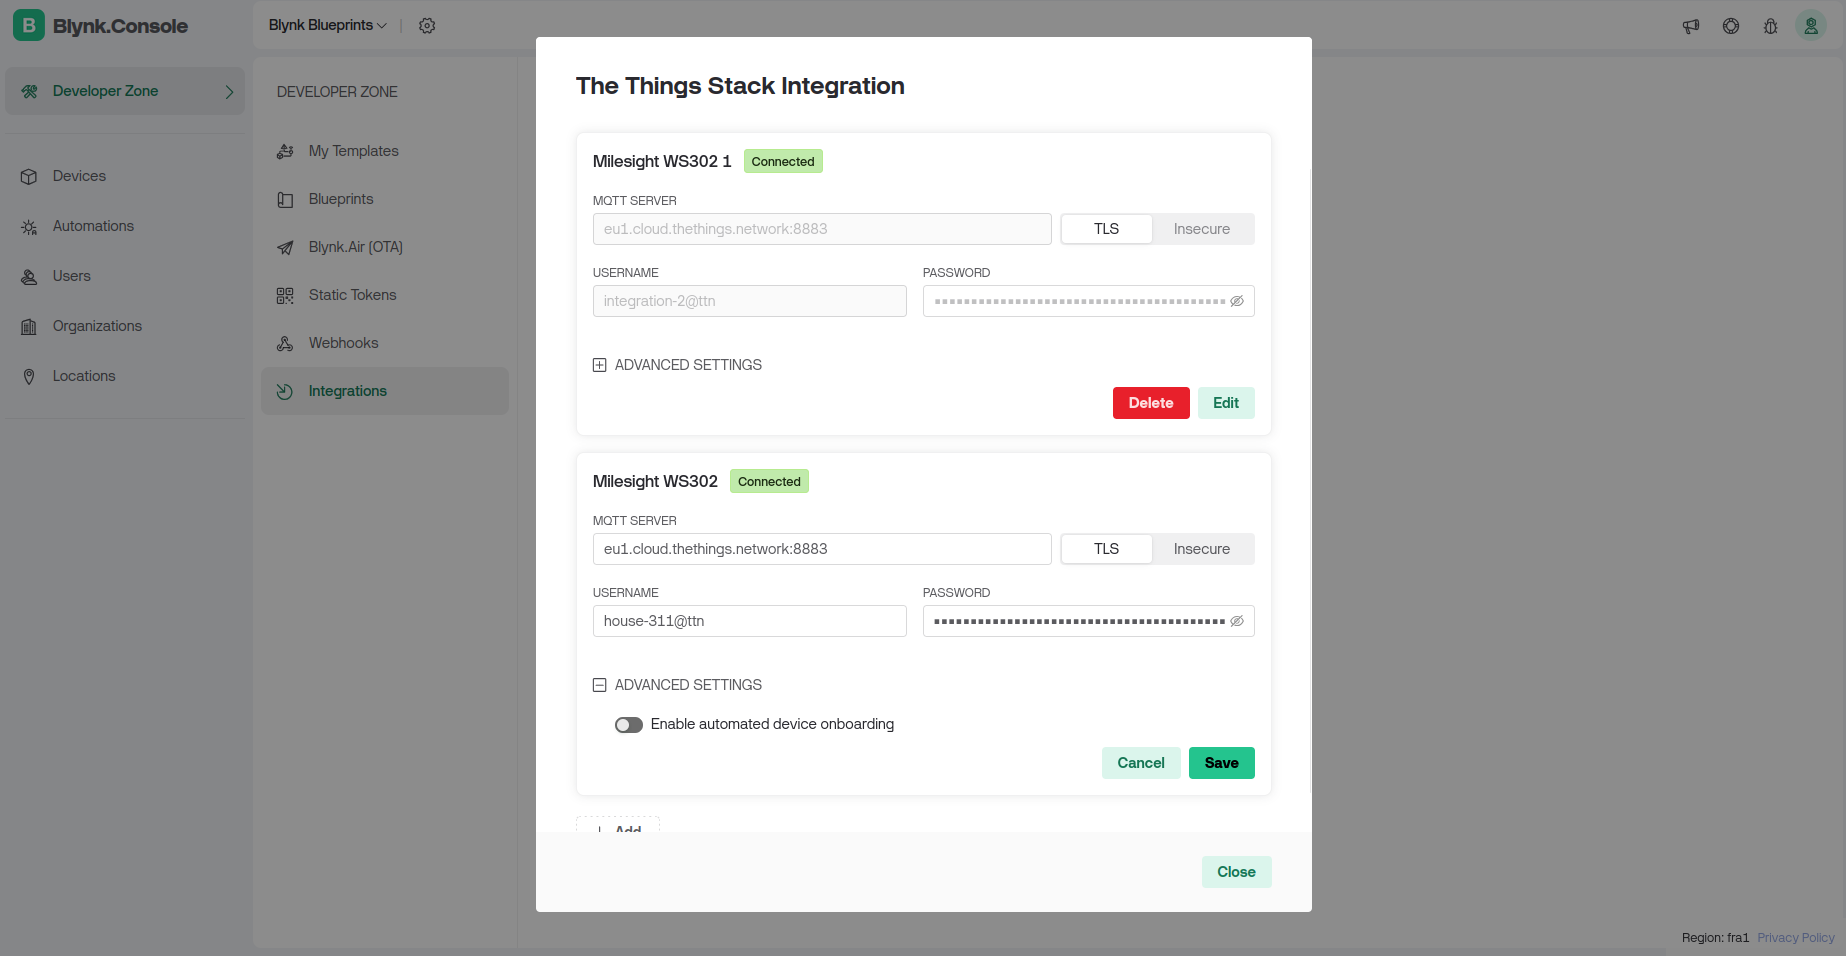 B Blynk.Console
Blynk Blueprints
Developer Zone
Devices
Automations
Users
Organizations
Locations
DEVELOPER ZONE
My Templates
Blueprints
Blynk.Air (OTA)
Static Tokens
Webhooks
Integrations
The Things Stack Integration
Milesight WS302 1 Connected
MQTT SERVER
eu1.cloud.thethings.network:8883 TLS Insecure
USERNAME PASSWORD
integration-2@ttn
ADVANCED SETTINGS
Delete Edit
Milesight WS302 Connected
MQTT SERVER
eu1.cloud.thethings.network:8883 TLS Insecure
USERNAME PASSWORD
house-311@ttn
ADVANCED SETTINGS
Enable automated device onboarding
Cancel Save
Add
Close
Region: fra1 Privacy Policy